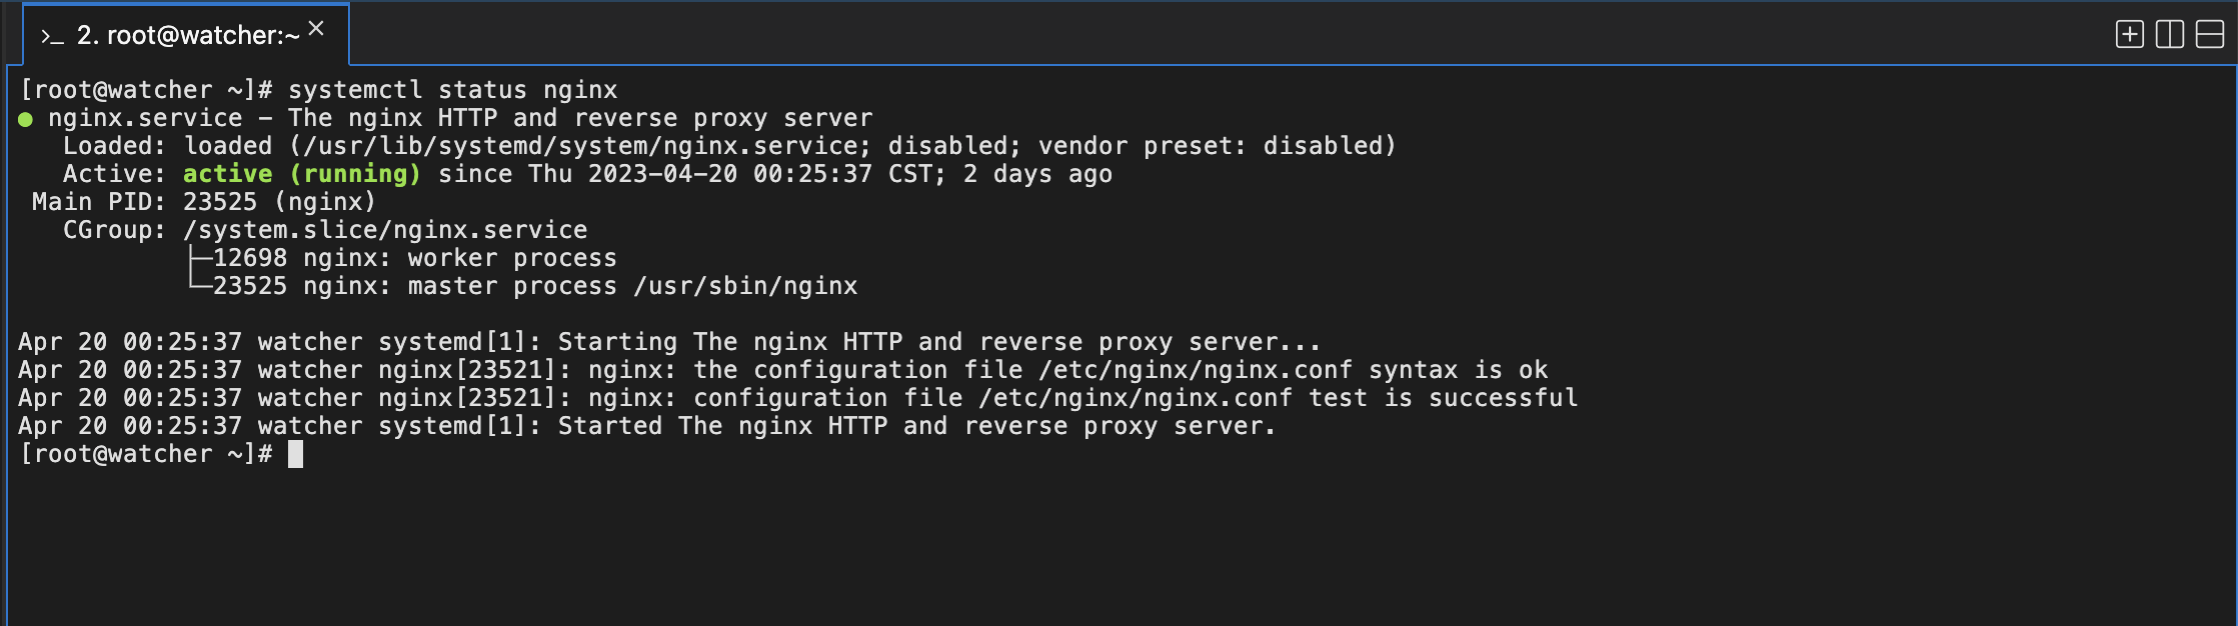 >_ 2. root@watcher:~ ×
[root@watcher ~]# systemctl status nginx
● nginx.service - The nginx HTTP and reverse proxy server
   Loaded: loaded (/usr/lib/systemd/system/nginx.service; disabled; vendor preset: disabled)
   Active: active (running) since Thu 2023-04-20 00:25:37 CST; 2 days ago
 Main PID: 23525 (nginx)
   CGroup: /system.slice/nginx.service
           ├─12698 nginx: worker process
           └─23525 nginx: master process /usr/sbin/nginx
Apr 20 00:25:37 watcher systemd[1]: Starting The nginx HTTP and reverse proxy server...
Apr 20 00:25:37 watcher nginx[23521]: nginx: the configuration file /etc/nginx/nginx.conf syntax is ok
Apr 20 00:25:37 watcher nginx[23521]: nginx: configuration file /etc/nginx/nginx.conf test is successful
Apr 20 00:25:37 watcher systemd[1]: Started The nginx HTTP and reverse proxy server.
[root@watcher ~]#